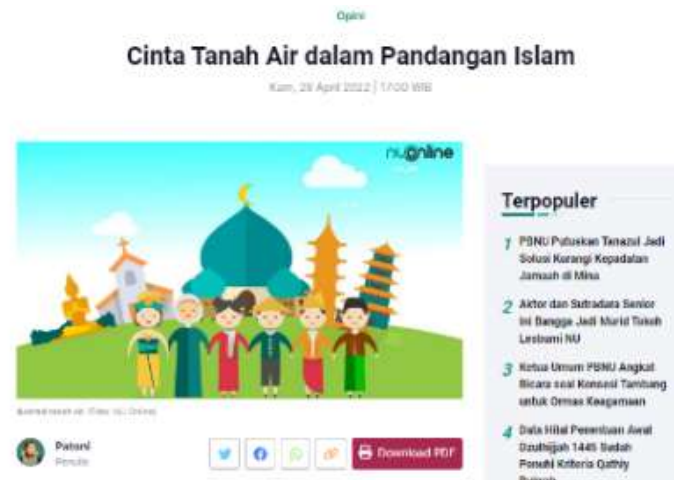 Opini
Cinta Tanah Air dalam Pandangan Islam
Kam, 28 April 2022 | 17:00 WIB
nuonline
Terpopuler
1 PBNU Putuskan Tanazul Jadi
Solusi Kurangi Kepadatan
Jamaah di Mina
2 Aktor dan Sutradara Senior
Ini Bangga Jadi Murid Tokoh
Lesbumi NU
3 Ketua Umum PBNU Angkat
Bicara soal Konsesi Tambang
untuk Ormas Keagamaan
4 Data Hilal Penentuan Awal
Dzulhijjah 1445 Sudah
Penuhi Kriteria Qathiy
Patoni
Penulis
Download PDF